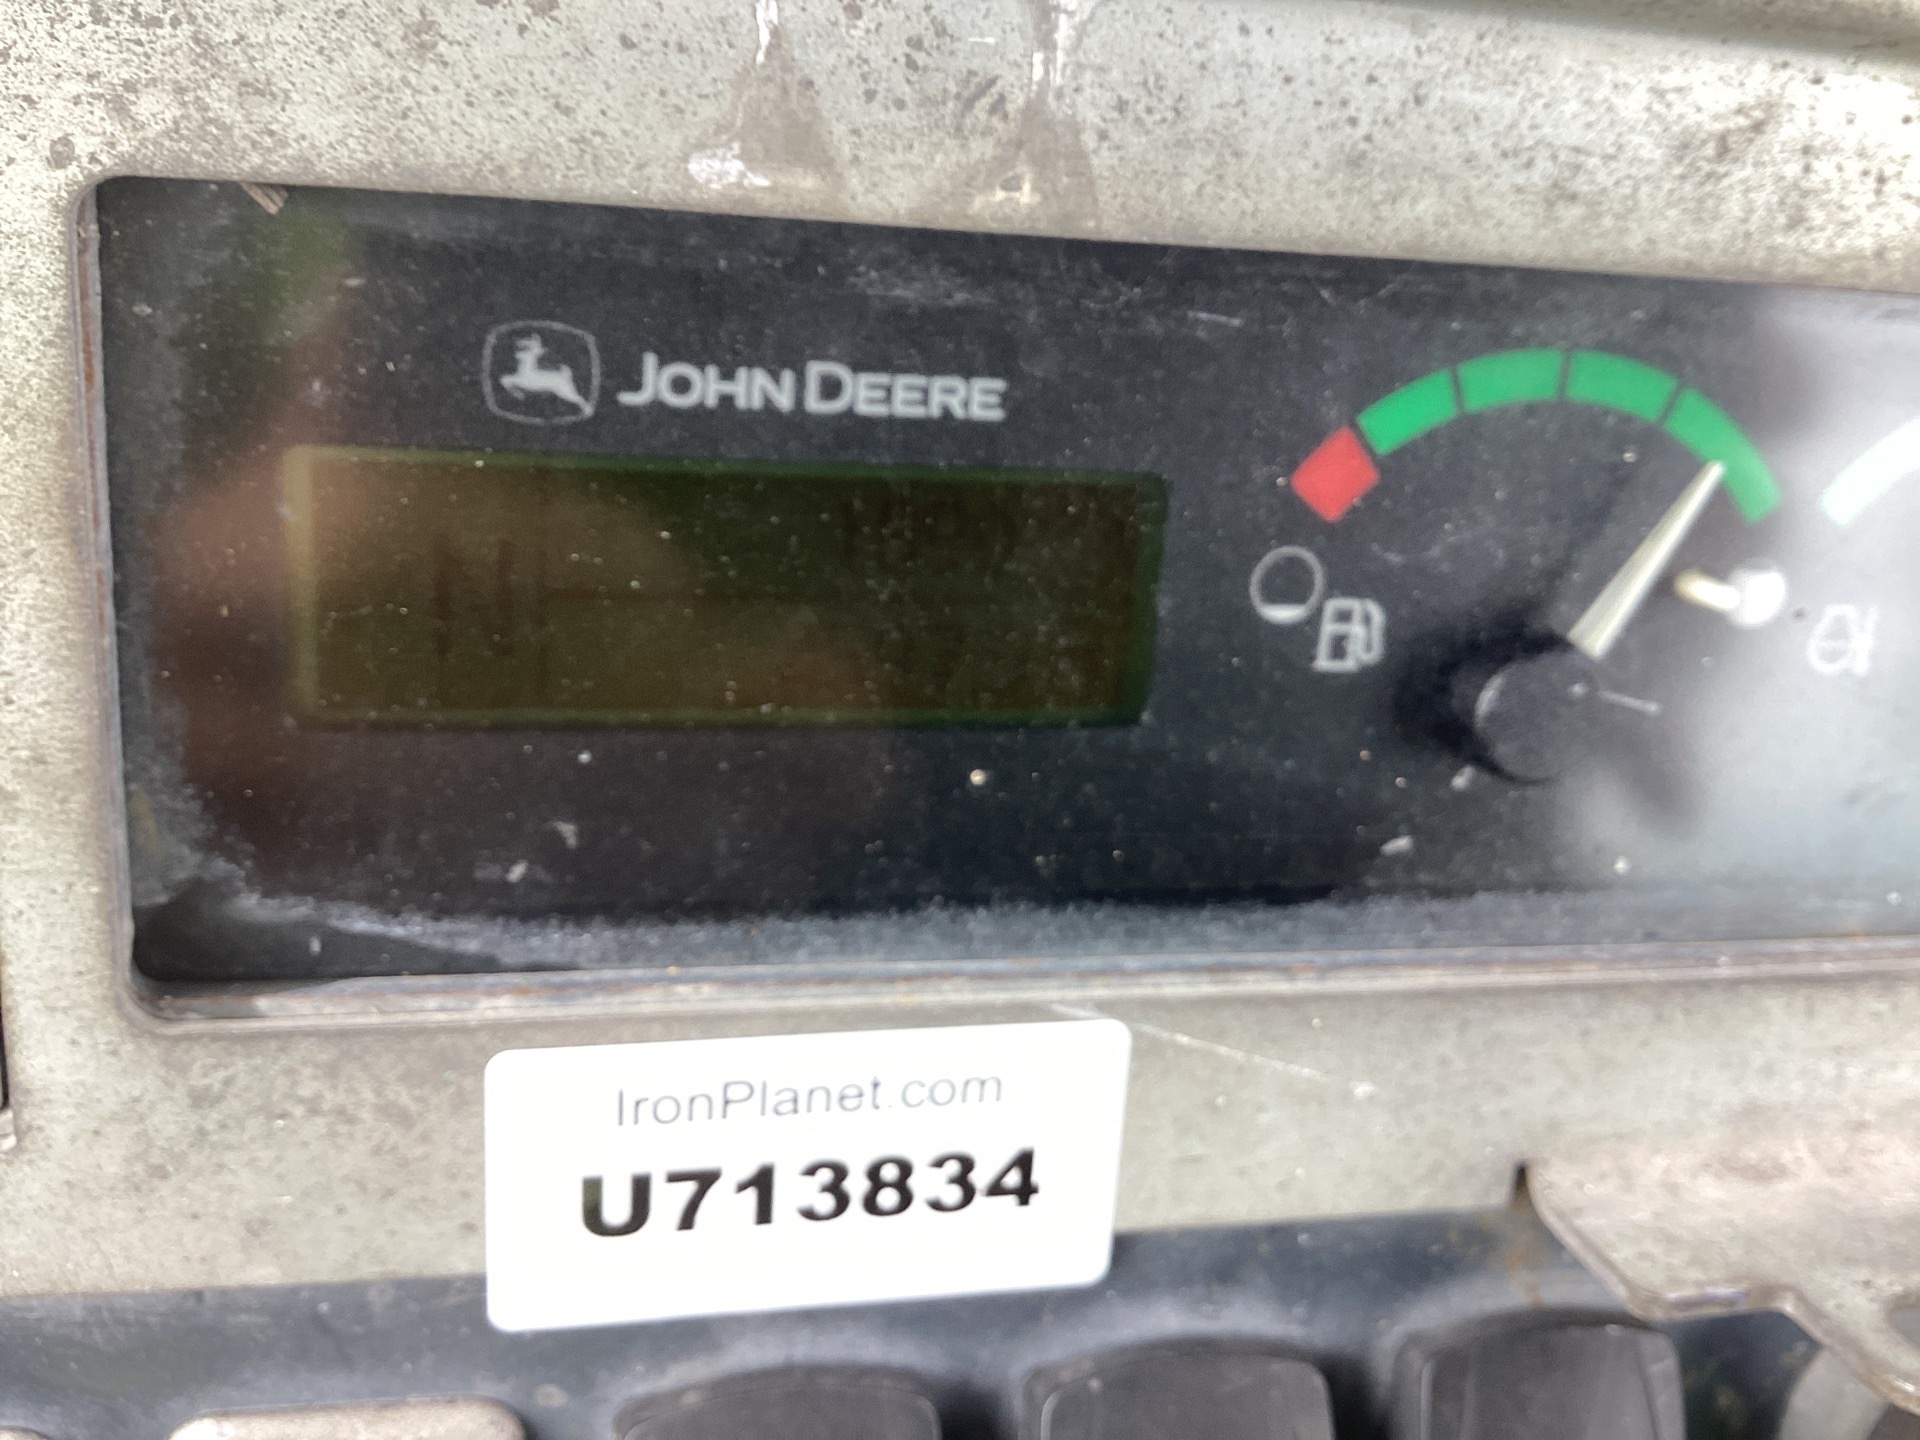 JOHN DEERE
N
IronPlanet.com
U713834